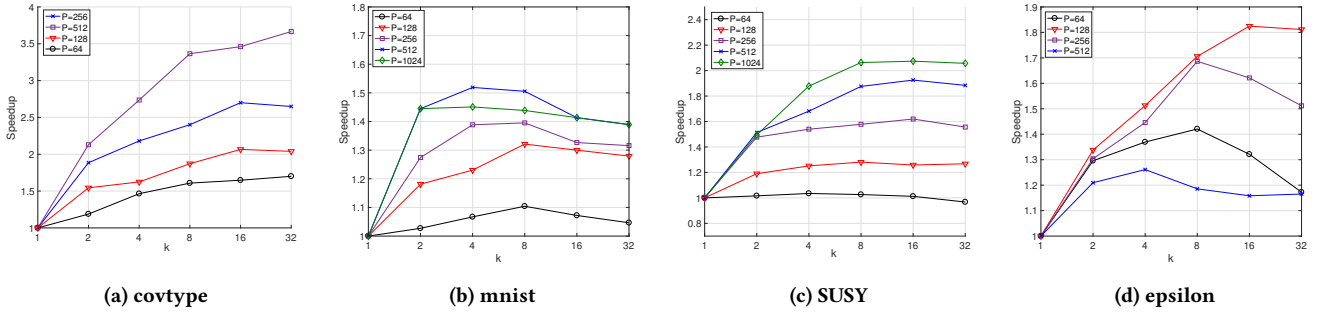 4
3.5
3
2.5
2
1.5
1
Speedup
P=256
P=512
P=128
P=64
1 2 4 8 16 32
k
(a) covtype
1.8
1.7
1.6
1.5
1.4
1.3
1.2
1.1
1
Speedup
P=64
P=128
P=256
P=512
P=1024
1 2 4 8 16 32
k
(b) mnist
2.4
2.2
2
1.8
1.6
1.4
1.2
1
0.8
Speedup
P=64
P=128
P=256
P=512
P=1024
1 2 4 8 16 32
k
(c) SUSY
1.9
1.8
1.7
1.6
1.5
1.4
1.3
1.2
1.1
1
Speedup
P=64
P=128
P=256
P=512
1 2 4 8 16 32
k
(d) epsilon